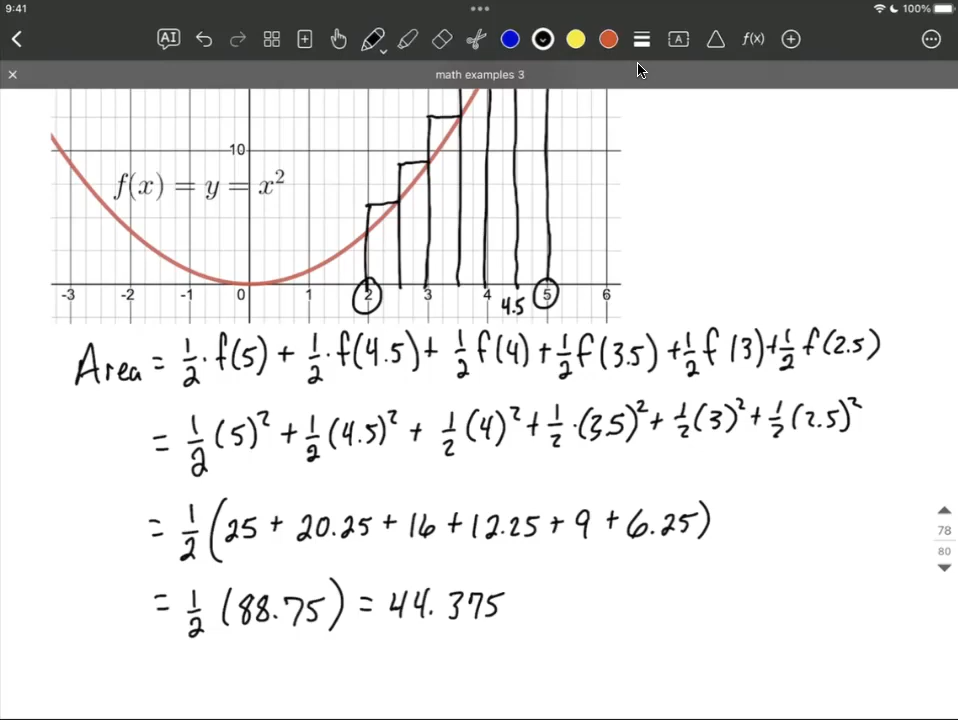 9:41
100%
AI
A
f(x)
math examples 3
10
f(x) = y = x²
-3 -2 -1 0 1 2 3 4 4.5 5 6
Area = 1/2 · f(5) + 1/2 · f(4.5) + 1/2 f(4) + 1/2 f(3.5) + 1/2 f(3) + 1/2 f(2.5)
= 1/2 (5)² + 1/2 (4.5)² + 1/2 (4)² + 1/2 · (3.5)² + 1/2 (3)² + 1/2 (2.5)²
= 1/2 (25 + 20.25 + 16 + 12.25 + 9 + 6.25)
= 1/2 (88.75) = 44.375
78
80